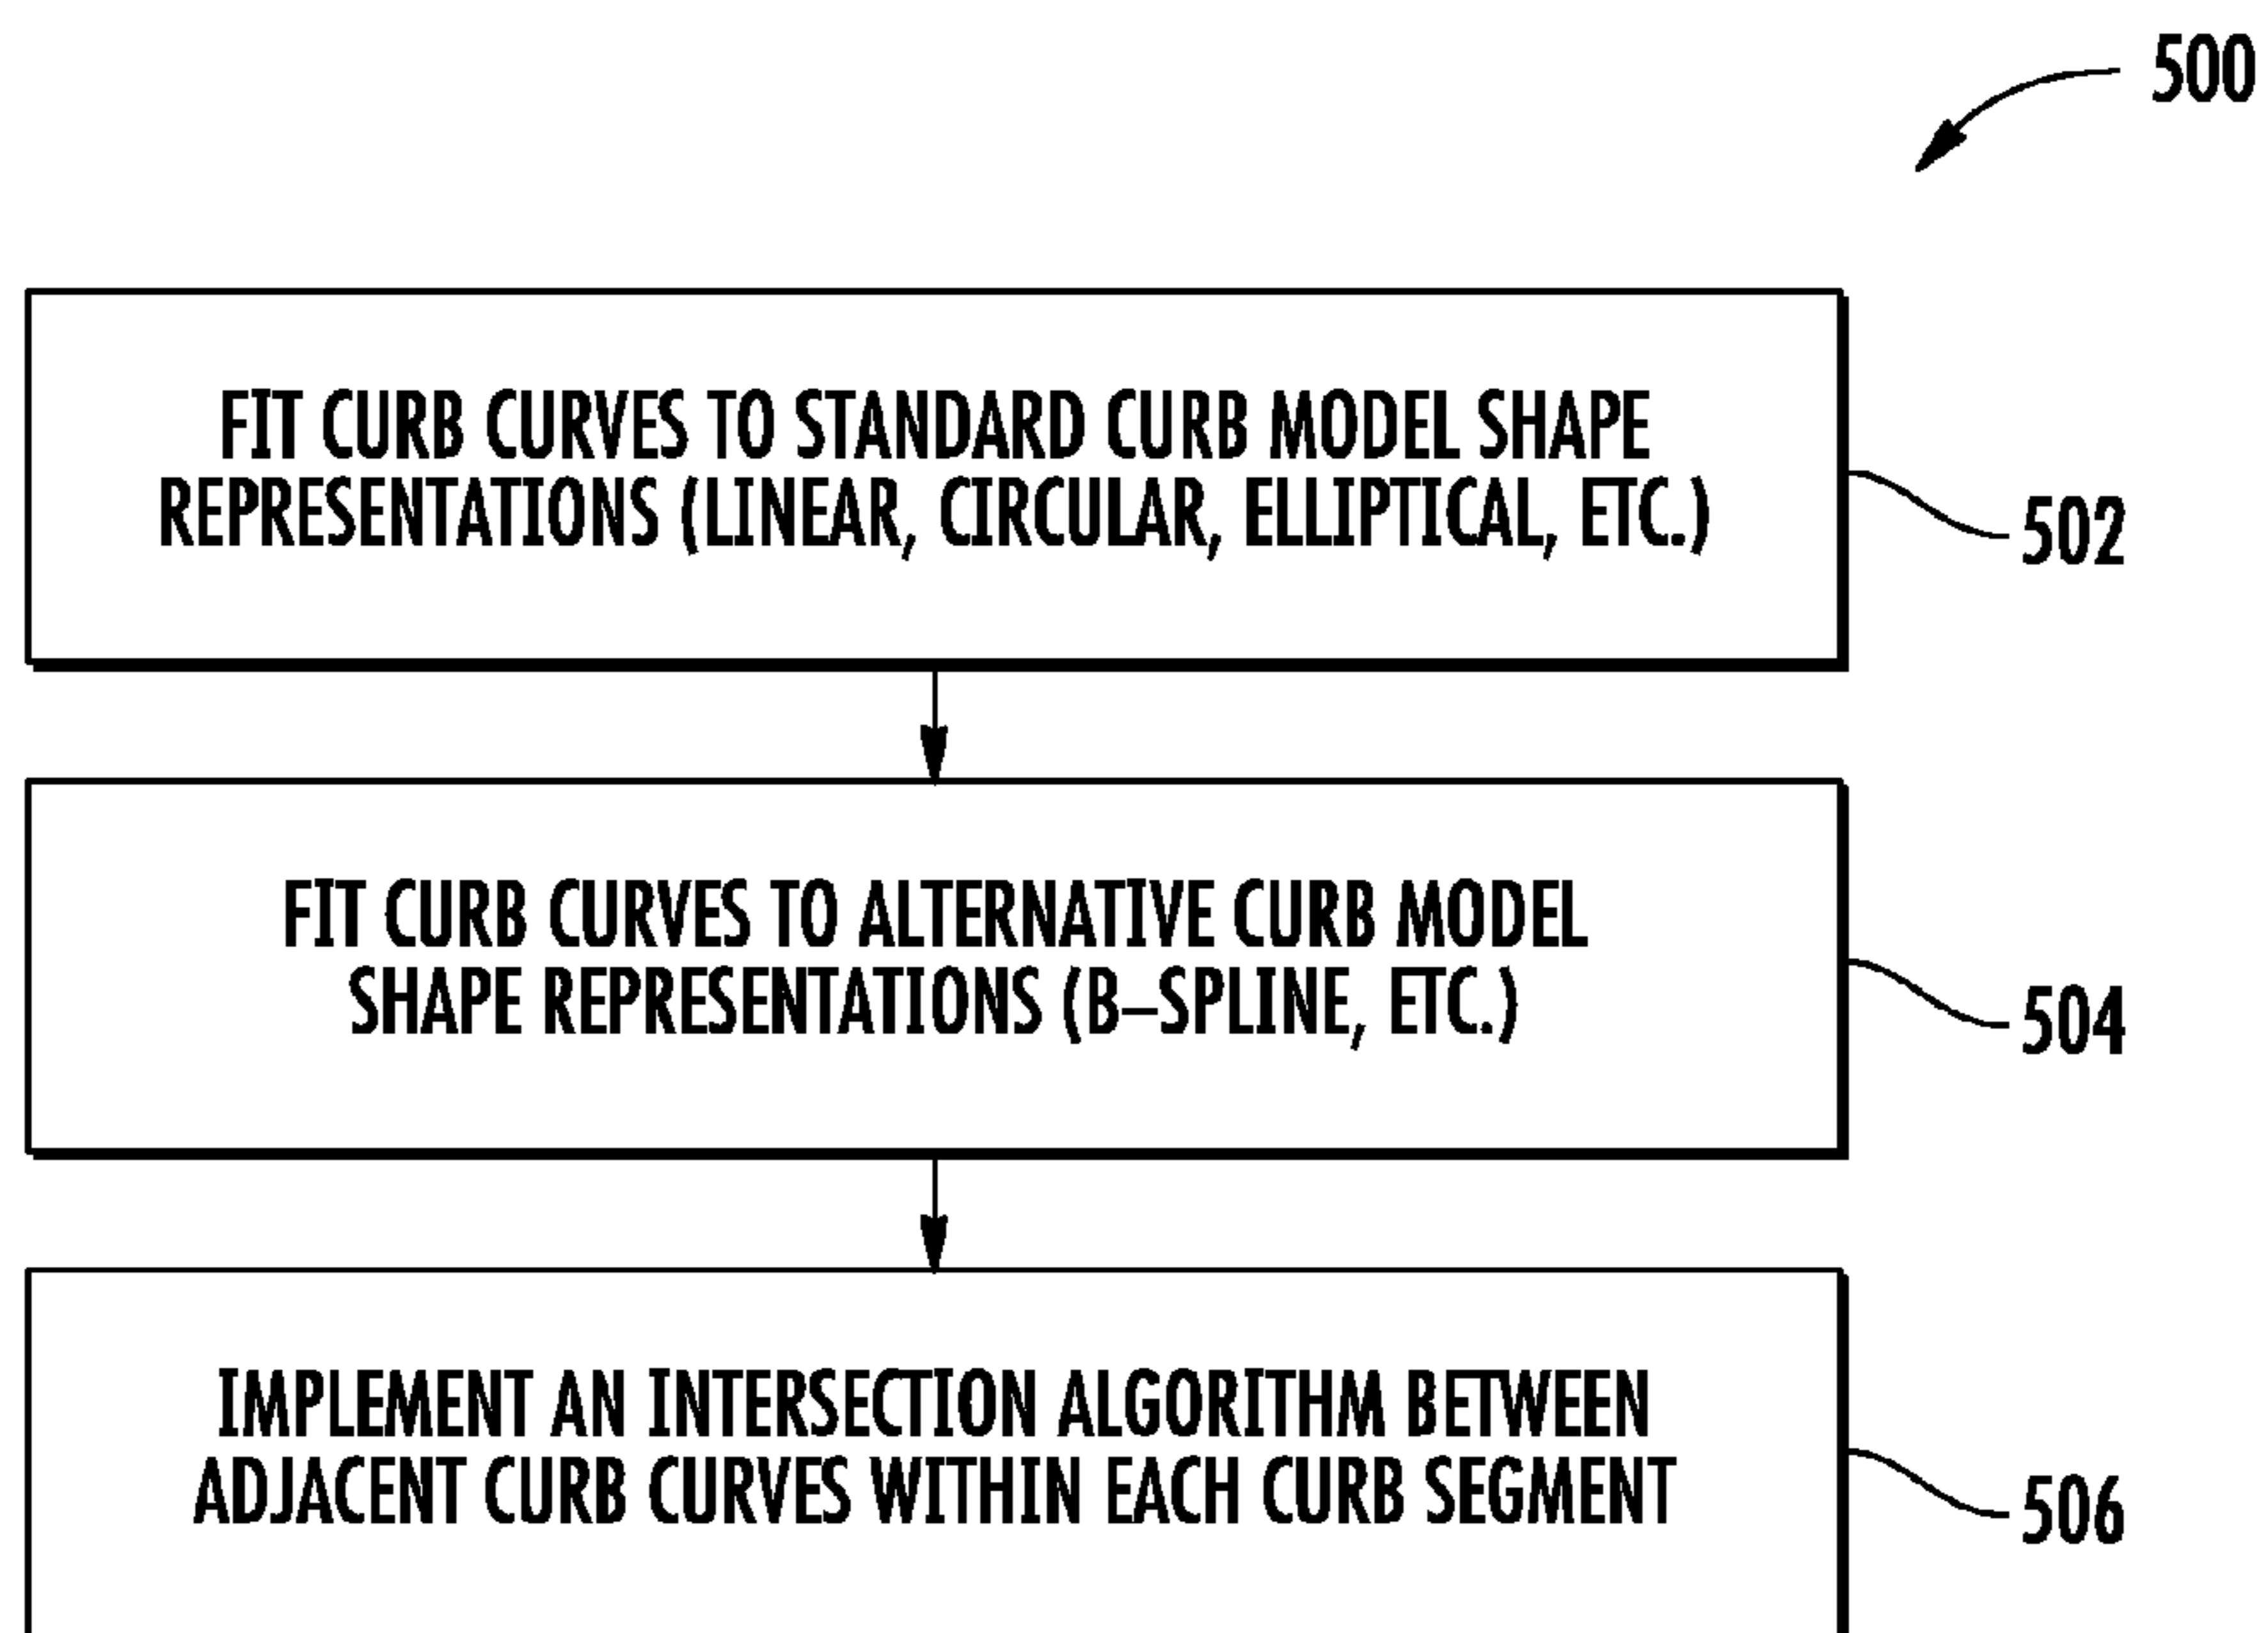 500
FIT CURB CURVES TO STANDARD CURB MODEL SHAPE
REPRESENTATIONS (LINEAR, CIRCULAR, ELLIPTICAL, ETC.)
502
FIT CURB CURVES TO ALTERNATIVE CURB MODEL
SHAPE REPRESENTATIONS (B–SPLINE, ETC.)
504
IMPLEMENT AN INTERSECTION ALGORITHM BETWEEN
ADJACENT CURB CURVES WITHIN EACH CURB SEGMENT
506